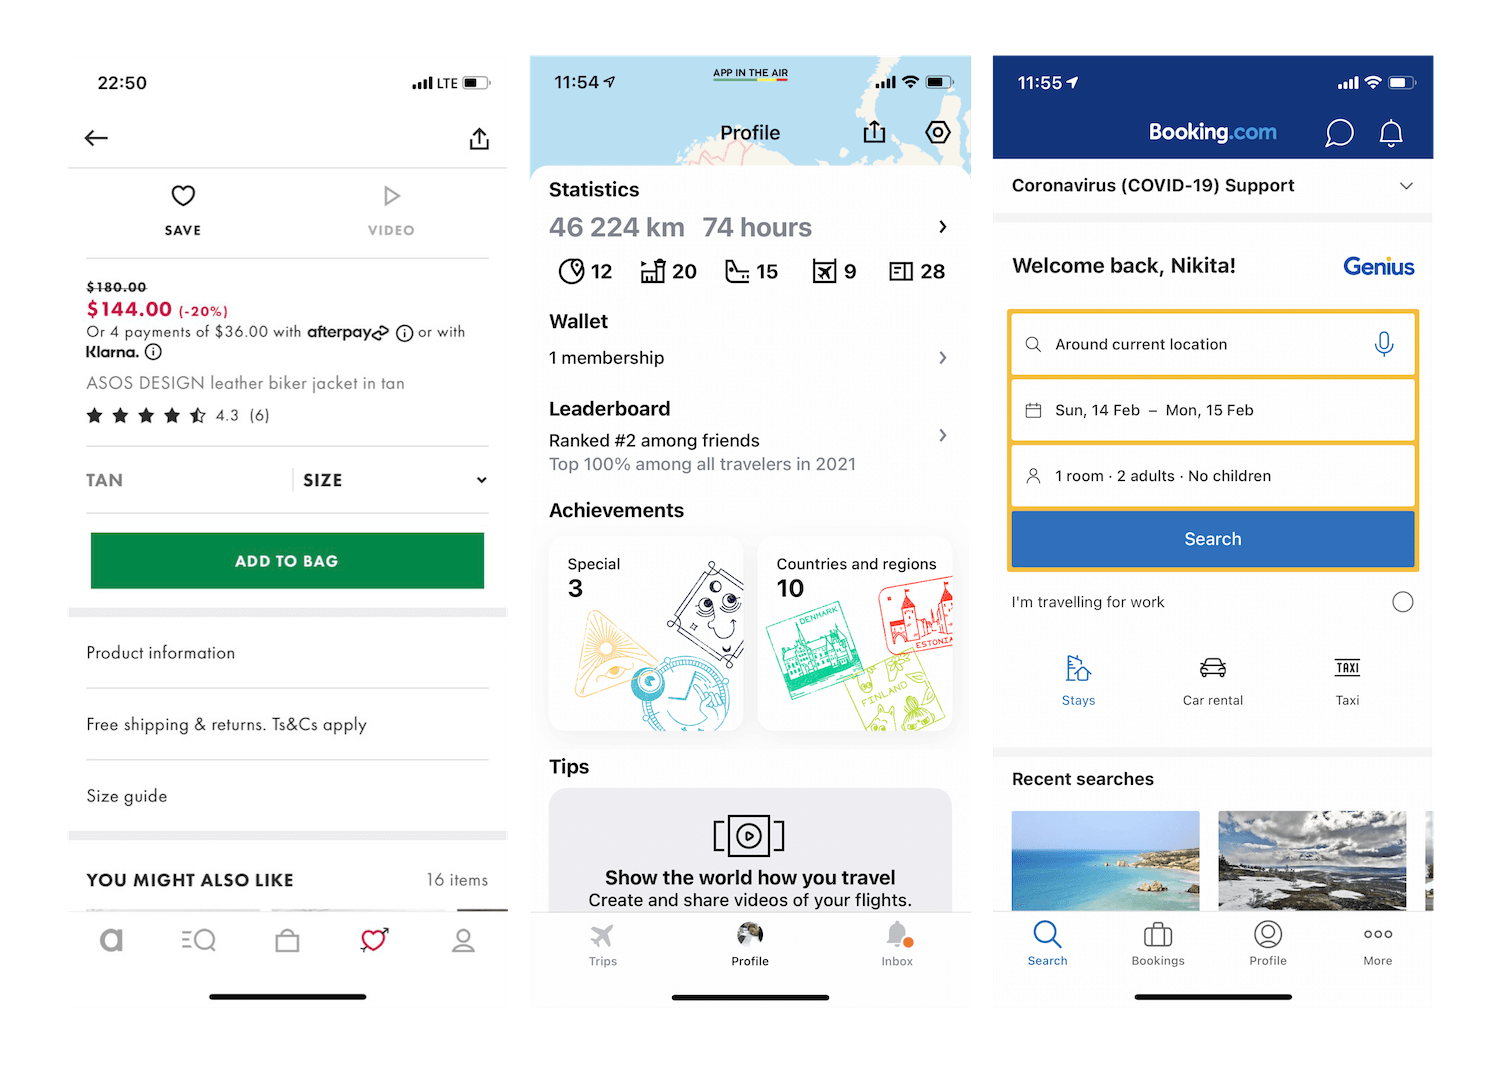 22:50
LTE
SAVE
VIDEO
$180.00
$144.00 (-20%)
Or 4 payments of $36.00 with afterpay or with
Klarna.
ASOS DESIGN leather biker jacket in tan
4.3 (6)
TAN
SIZE
ADD TO BAG
Product information
Free shipping & returns. Ts&Cs apply
Size guide
YOU MIGHT ALSO LIKE
16 items
11:54
APP IN THE AIR
Profile
Statistics
46 224 km 74 hours
12 20 15 9 28
Wallet
1 membership
Leaderboard
Ranked #2 among friends
Top 100% among all travelers in 2021
Achievements
Special
3
Countries and regions
10
DENMARK
ESTONIA
FINLAND
Tips
Show the world how you travel
Create and share videos of your flights.
Trips
Profile
Inbox
11:55
Booking.com
Coronavirus (COVID-19) Support
Welcome back, Nikita!
Genius
Around current location
Sun, 14 Feb – Mon, 15 Feb
1 room · 2 adults · No children
Search
I'm travelling for work
TAXI
Stays
Car rental
Taxi
Recent searches
Search
Bookings
Profile
More